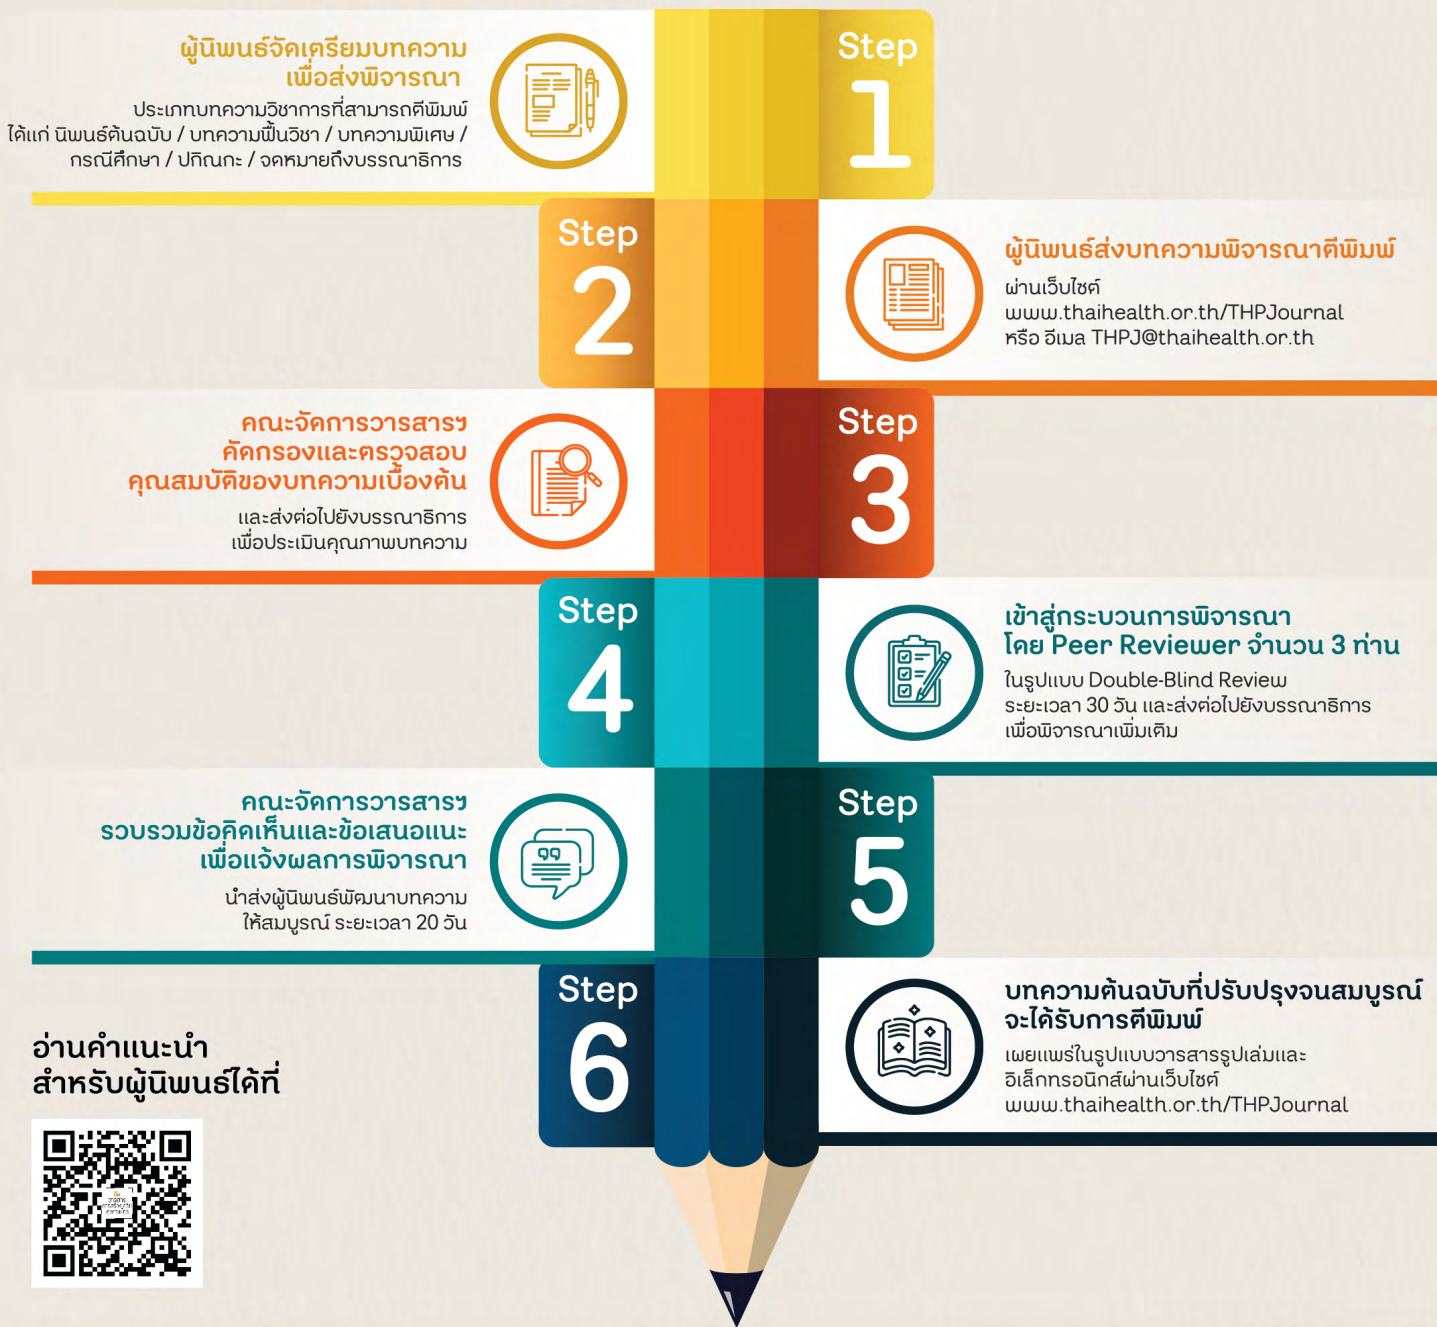 Step
1
ผู้นิพนธ์จัดเตรียมบทความ
เพื่อส่งพิจารณา
ประเภทบทความวิชาการที่สามารถตีพิมพ์
ได้แก่ นิพนธ์ต้นฉบับ / บทความฟื้นวิชา / บทความพิเศษ /
กรณีศึกษา / ปกิณกะ / จดหมายถึงบรรณาธิการ
Step
2
ผู้นิพนธ์ส่งบทความพิจารณาตีพิมพ์
ผ่านเว็บไซต์
www.thaihealth.or.th/THPJournal
หรือ อีเมล THPJ@thaihealth.or.th
Step
3
คณะจัดการวารสารฯ
คัดกรองและตรวจสอบ
คุณสมบัติของบทความเบื้องต้น
และส่งต่อไปยังบรรณาธิการ
เพื่อประเมินคุณภาพบทความ
Step
4
เข้าสู่กระบวนการพิจารณา
โดย Peer Reviewer จำนวน 3 ท่าน
ในรูปแบบ Double-Blind Review
ระยะเวลา 30 วัน และส่งต่อไปยังบรรณาธิการ
เพื่อพิจารณาเพิ่มเติม
Step
5
คณะจัดการวารสารฯ
รวบรวมข้อคิดเห็นและข้อเสนอแนะ
เพื่อแจ้งผลการพิจารณา
นำส่งผู้นิพนธ์พัฒนาบทความ
ให้สมบูรณ์ ระยะเวลา 20 วัน
Step
6
บทความต้นฉบับที่ปรับปรุงจนสมบูรณ์
จะได้รับการตีพิมพ์
เผยแพร่ในรูปแบบวารสารรูปเล่มและ
อิเล็กทรอนิกส์ผ่านเว็บไซต์
www.thaihealth.or.th/THPJournal
อ่านคำแนะนำ
สำหรับผู้นิพนธ์ได้ที่